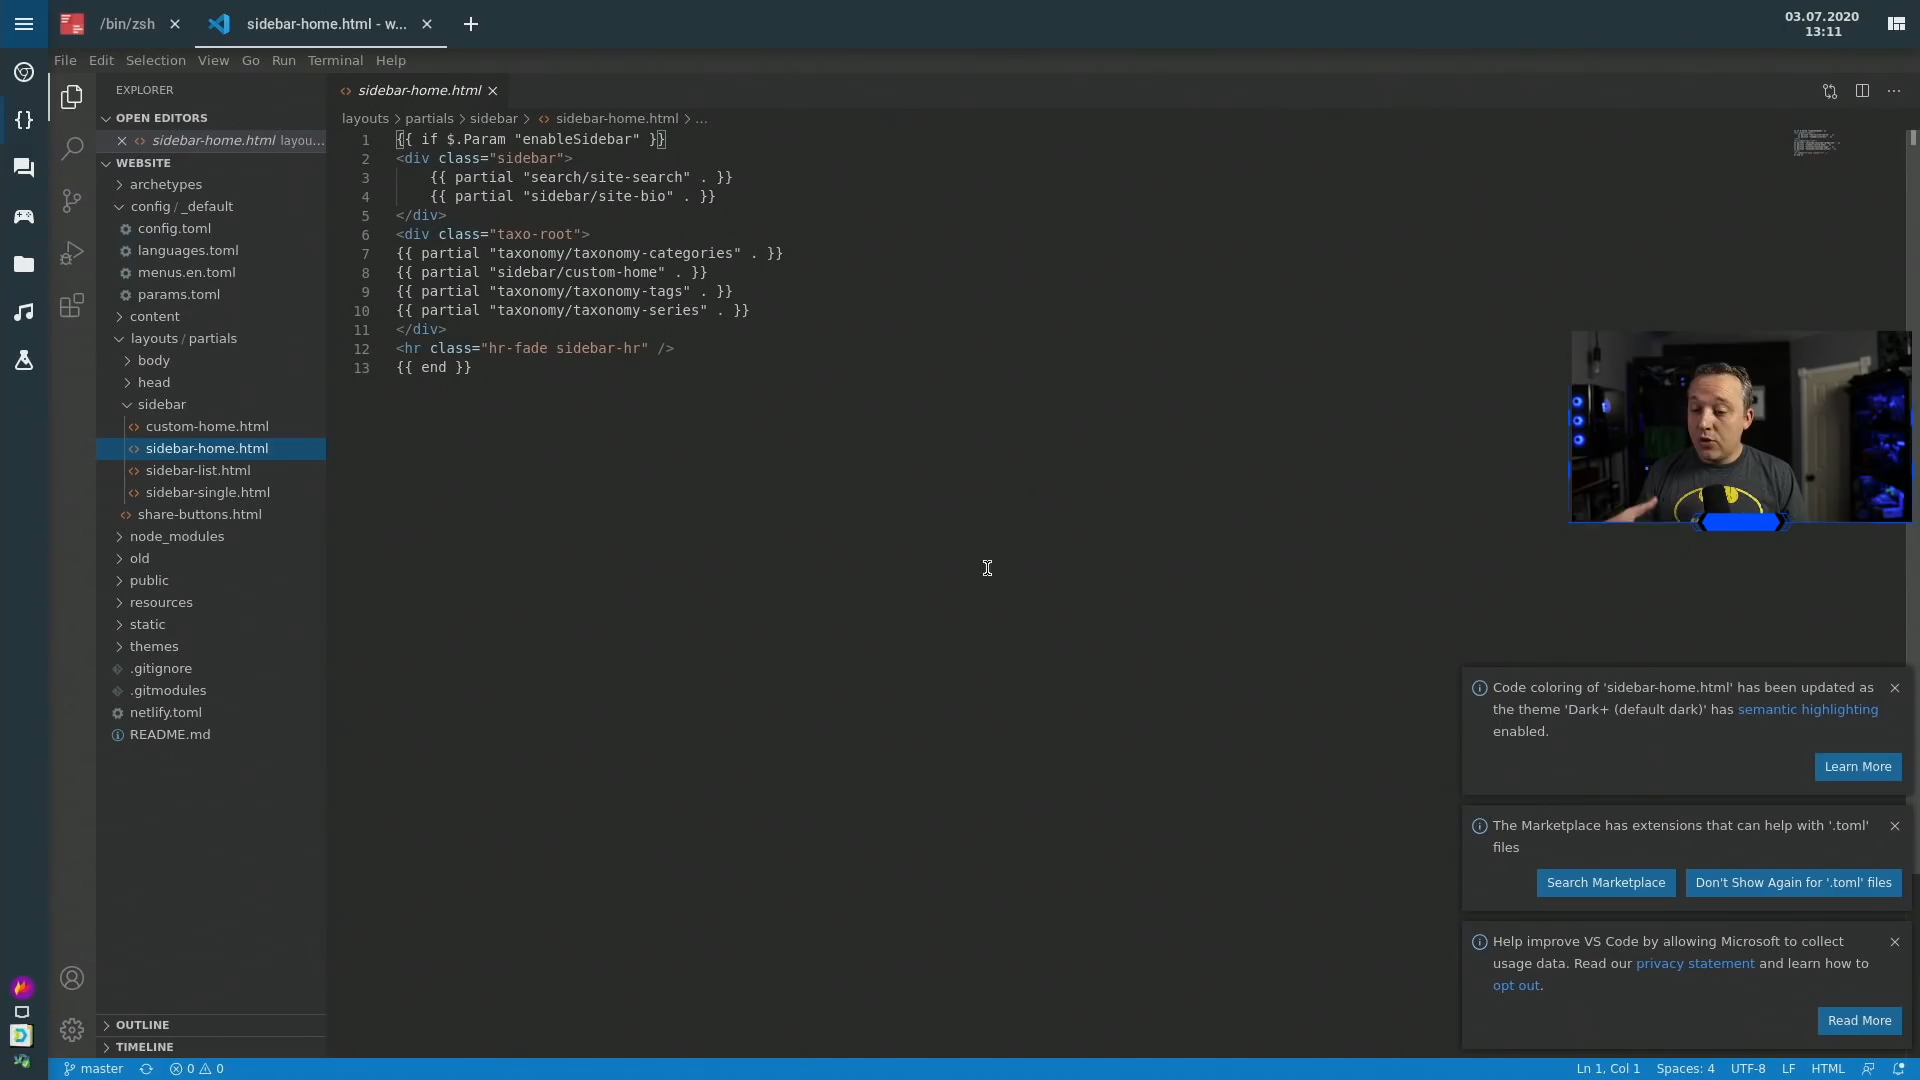 /bin/zsh
sidebar-home.html - w...
03.07.2020
13:11
File Edit Selection View Go Run Terminal Help
EXPLORER
OPEN EDITORS
sidebar-home.html layou...
WEBSITE
archetypes
config / _default
config.toml
languages.toml
menus.en.toml
params.toml
content
layouts / partials
body
head
sidebar
custom-home.html
sidebar-home.html
sidebar-list.html
sidebar-single.html
share-buttons.html
node_modules
old
public
resources
static
themes
.gitignore
.gitmodules
netlify.toml
README.md
OUTLINE
TIMELINE
sidebar-home.html
layouts > partials > sidebar > sidebar-home.html > ...
1 {{ if $.Param "enableSidebar" }}
2 <div class="sidebar">
3 {{ partial "search/site-search" . }}
4 {{ partial "sidebar/site-bio" . }}
5 </div>
6 <div class="taxo-root">
7 {{ partial "taxonomy/taxonomy-categories" . }}
8 {{ partial "sidebar/custom-home" . }}
9 {{ partial "taxonomy/taxonomy-tags" . }}
10 {{ partial "taxonomy/taxonomy-series" . }}
11 </div>
12 <hr class="hr-fade sidebar-hr" />
13 {{ end }}
Code coloring of 'sidebar-home.html' has been updated as
the theme 'Dark+ (default dark)' has semantic highlighting
enabled.
Learn More
The Marketplace has extensions that can help with '.toml'
files
Search Marketplace
Don't Show Again for '.toml' files
Help improve VS Code by allowing Microsoft to collect
usage data. Read our privacy statement and learn how to
opt out.
Read More
master 0 0
Ln 1, Col 1 Spaces: 4 UTF-8 LF HTML